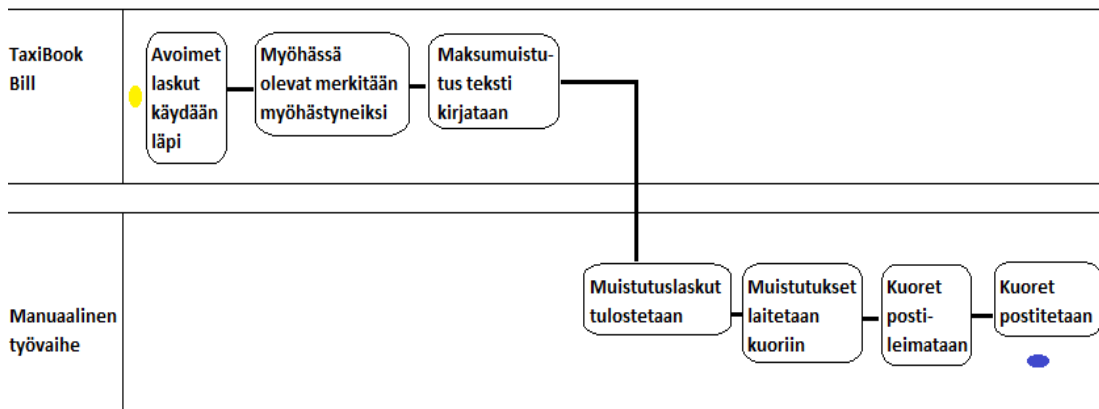 TaxiBook
Bill
Avoimet
laskut
käydään
läpi
Myöhässä
olevat merkitään
myöhästyneiksi
Maksumuistu-
tus teksti
kirjataan
Manuaalinen
työvaihe
Muistutuslaskut
tulostetaan
Muistutukset
laitetaan
kuoriin
Kuoret
posti-
leimataan
Kuoret
postitetaan